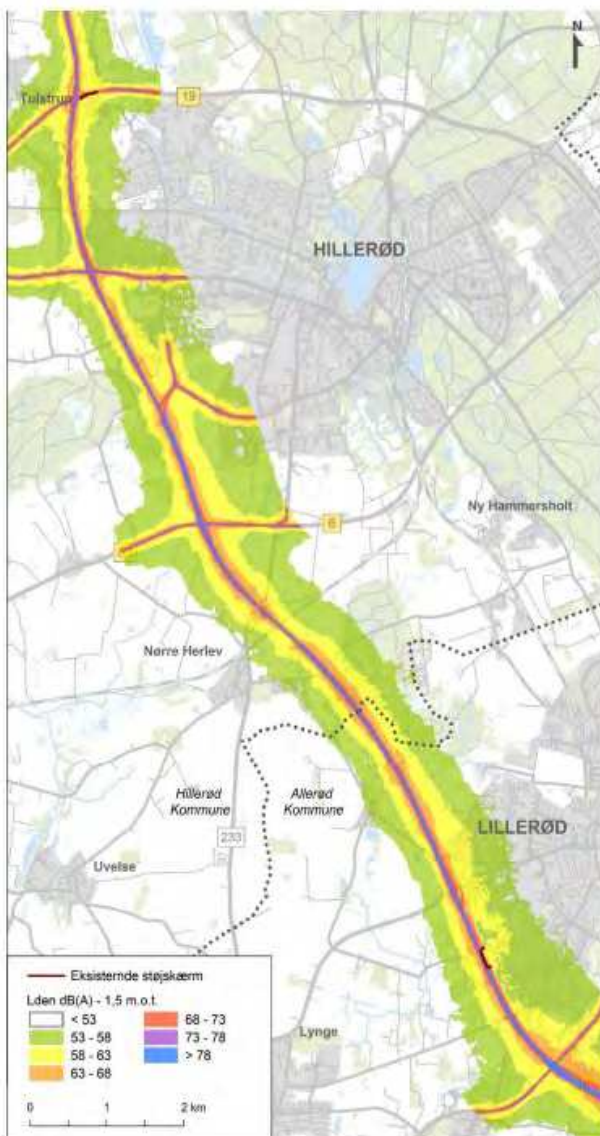 N
Tulstrup
19
HILLERØD
Ny Hammersholt
6
Nørre Herlev
Hillerød
Kommune
Allerød
Kommune
LILLERØD
233
Uvelse
Lynge
Eksisternde støjskærm
Lden dB(A) - 1,5 m.o.t.
< 53
53 - 58
58 - 63
63 - 68
68 - 73
73 - 78
> 78
0 1 2 km